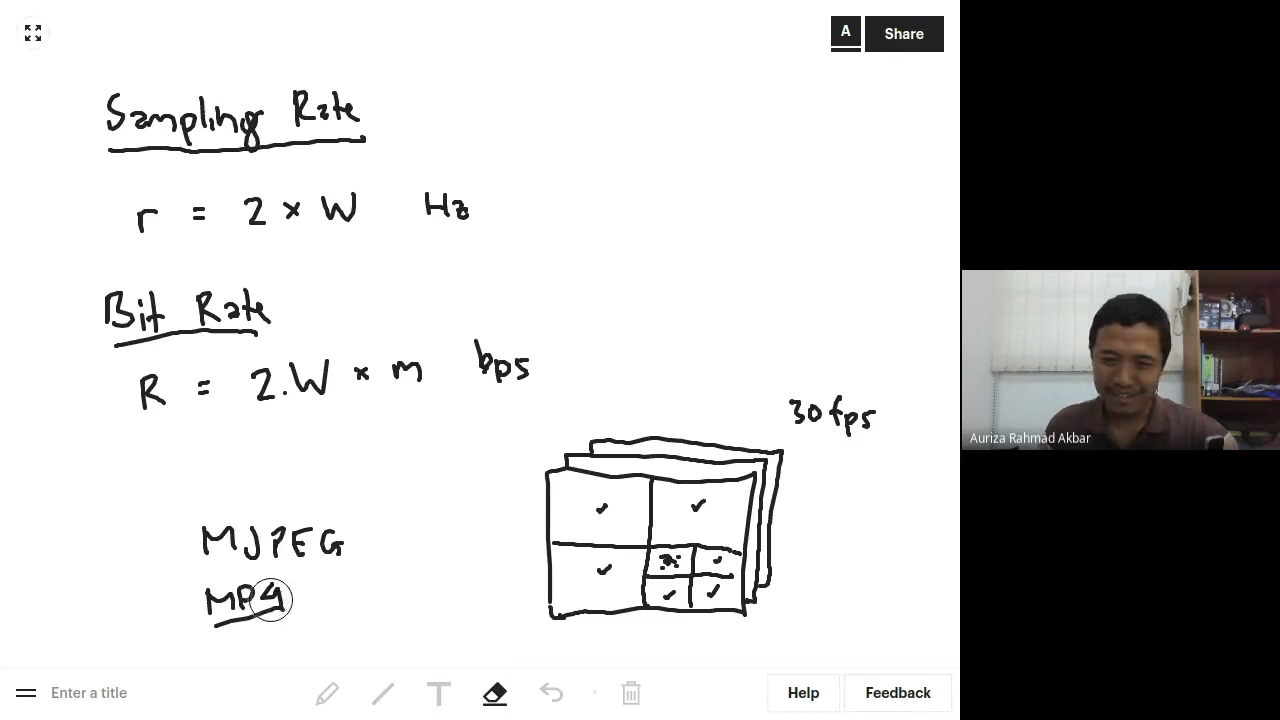 A
Share
Sampling Rate
r = 2 × W Hz
Bit Rate
R = 2.W × m bps
30 fps
Auriza Rahmad Akbar
MJPEG
MP4
Enter a title
T
Help
Feedback